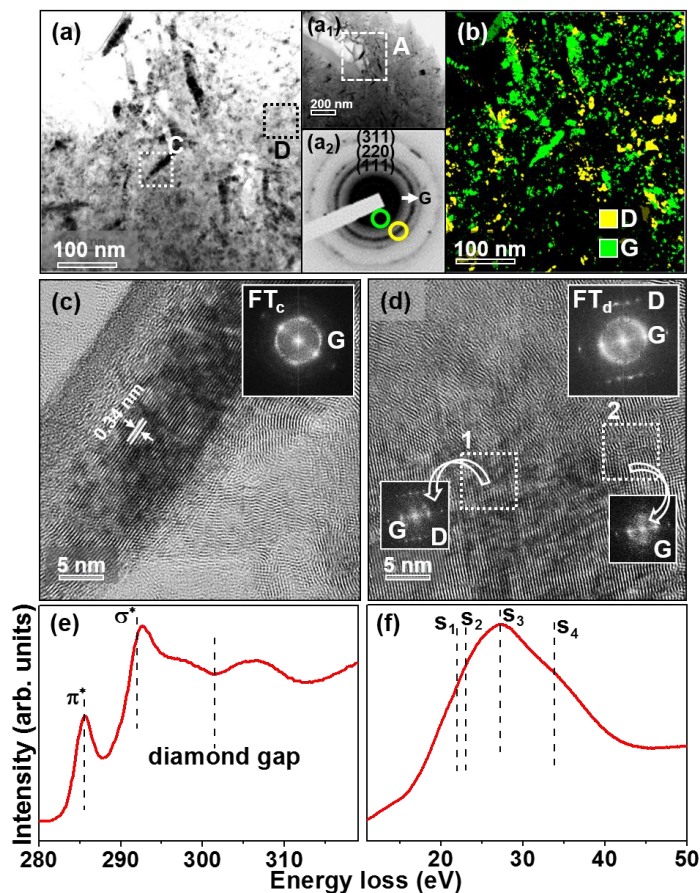 (a)
C
D
100 nm
(a1)
A
200 nm
(a2)
{311}
{220}
{111}
G
(b)
D
G
100 nm
(c)
FTc
G
0.34 nm
5 nm
(d)
FTd
D
G
1
2
G
D
G
5 nm
Intensity (arb. units)
(e)
π*
σ*
diamond gap
280
290
300
310
(f)
s1
s2
s3
s4
20
30
40
50
Energy loss (eV)